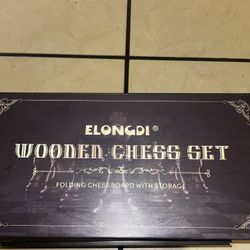 ELONGDI®
WOODEN CHESS SET
FOLDING CHESS BOARD WITH STORAGE